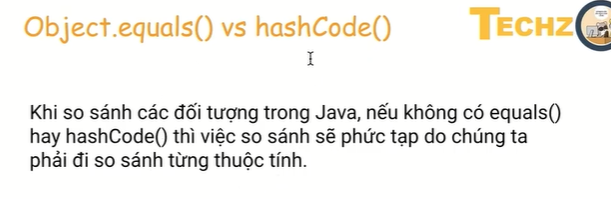 Object.equals() vs hashCode()
TECHZ
Khi so sánh các đối tượng trong Java, nếu không có equals()
hay hashCode() thì việc so sánh sẽ phức tạp do chúng ta
phải đi so sánh từng thuộc tính.